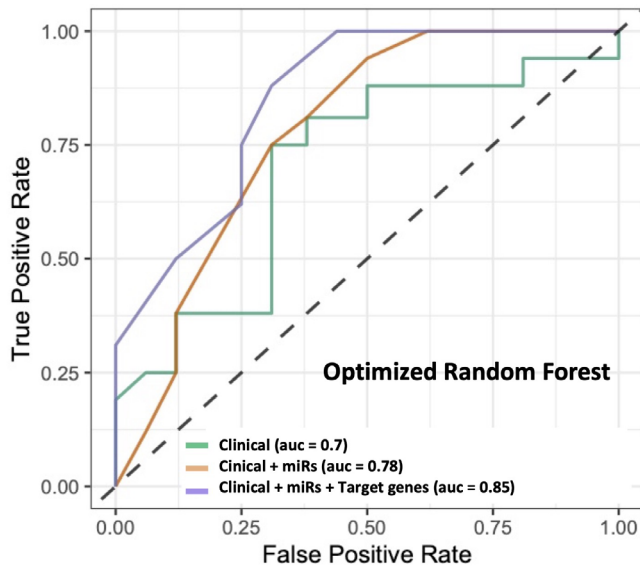 1.00
0.75
0.50
0.25
0.00
True Positive Rate
Optimized Random Forest
Clinical (auc = 0.7)
Cinical + miRs (auc = 0.78)
Clinical + miRs + Target genes (auc = 0.85)
0.00 0.25 0.50 0.75 1.00
False Positive Rate